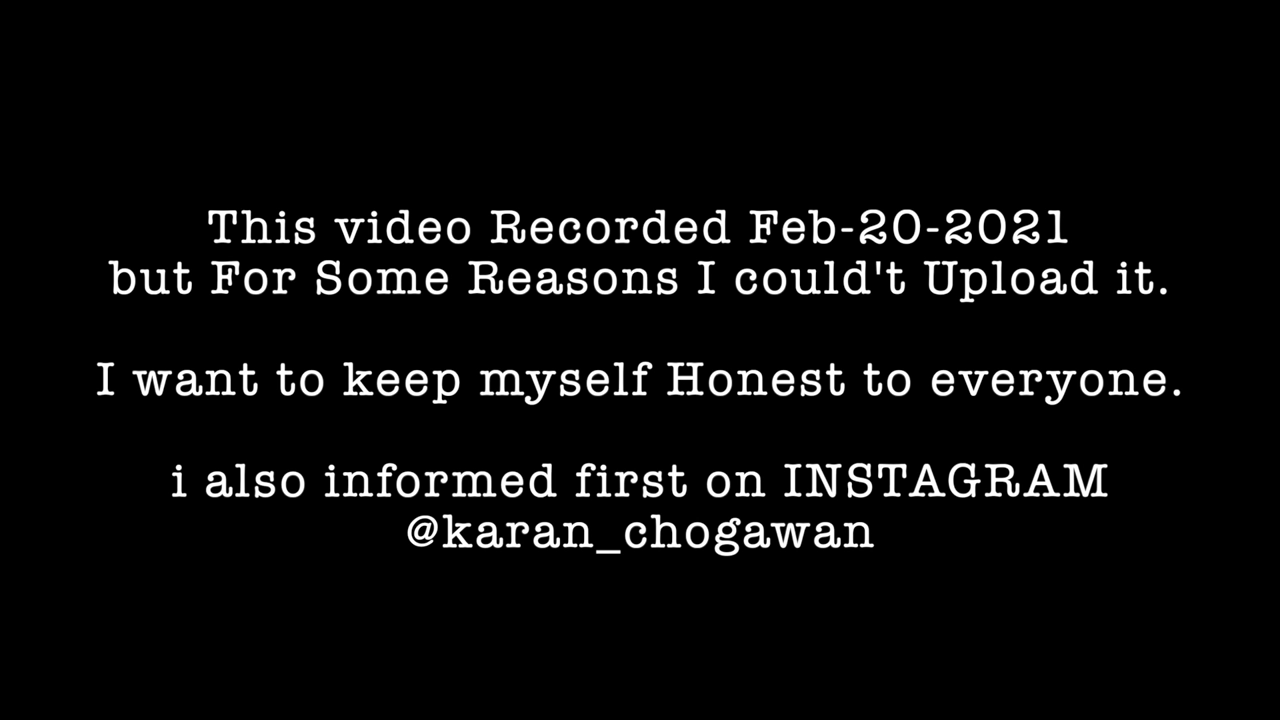 This video Recorded Feb-20-2021
but For Some Reasons I could't Upload it.
I want to keep myself Honest to everyone.
i also informed first on INSTAGRAM
@karan_chogawan